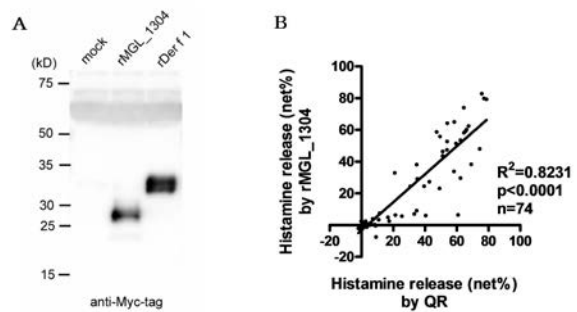 A
mock
rMGL_1304
rDer f 1
(kD)
75
50
35
30
25
15
anti-Myc-tag
B
Histamine release (net%)
by rMGL_1304
100
80
60
40
20
-20
-20
20
40
60
80
100
R²=0.8231
p<0.0001
n=74
Histamine release (net%)
by QR